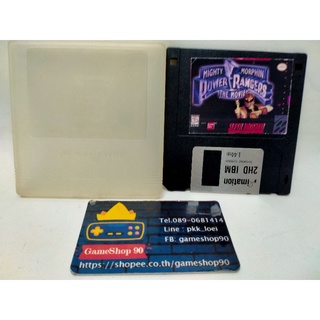 MIGHTY MORPHIN
POWER RANGERS
THE MOVIE
imation
2HD IBM
Tel.089-0681414
Line : pkk_loei
FB: gameshop90
GameShop 90
https://shopee.co.th/gameshop90